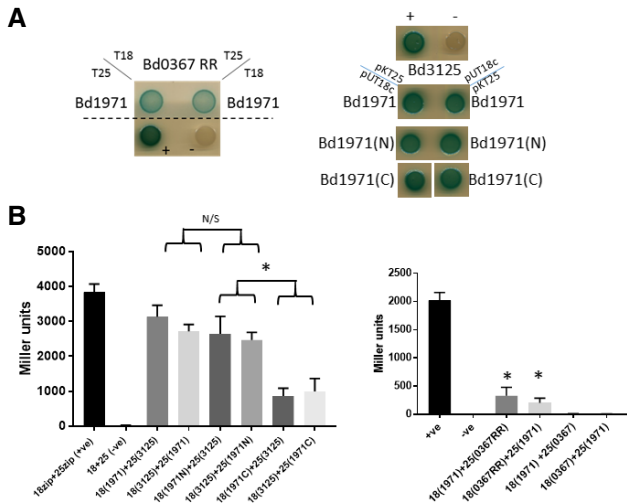 A
T18
T25
Bd0367 RR
T25
T18
Bd1971
Bd1971
+
-
+
-
Bd3125
pKT25
pUT18c
pUT18c
pKT25
Bd1971
Bd1971
Bd1971(N)
Bd1971(N)
Bd1971(C)
Bd1971(C)
B
N/S
*
Miller units
5000
4000
3000
2000
1000
0
18zip+25zip (+ve)
18+25 (-ve)
18(1971)+25(3125)
18(3125)+25(1971)
18(1971N)+25(3125)
18(3125)+25(1971N)
18(1971C)+25(3125)
18(3125)+25(1971C)
Miller units
2500
2000
1500
1000
500
0
*
*
+ve
-ve
18(1971)+25(0367RR)
18(0367RR)+25(1971)
18(1971)+25(0367)
18(0367)+25(1971)